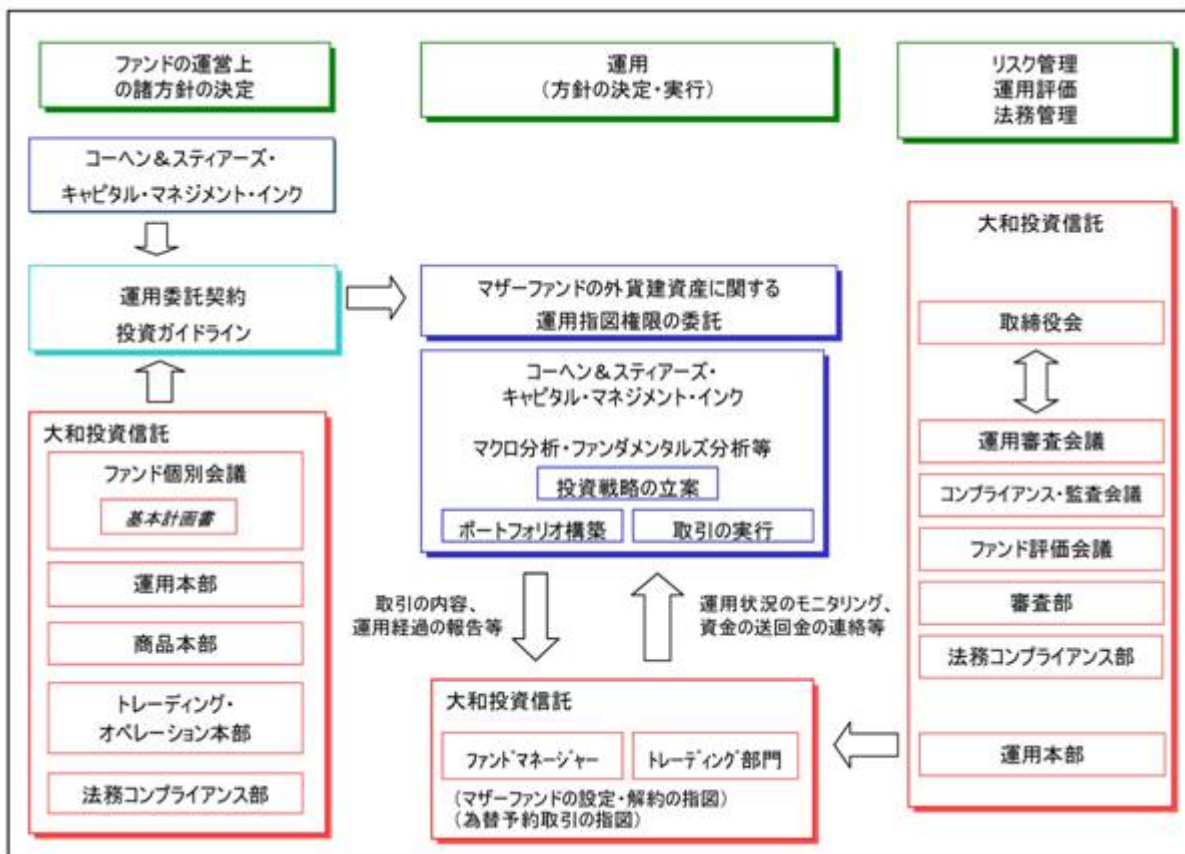 ファンドの運営上
の諸方針の決定
運用
(方針の決定・実行)
リスク管理
運用評価
法務管理
コーヘン＆スティアーズ・
キャピタル・マネジメント・インク
運用委託契約
投資ガイドライン
大和投資信託
ファンド個別会議
基本計画書
運用本部
商品本部
トレーディング・
オペレーション本部
法務コンプライアンス部
マザーファンドの外貨建資産に関する
運用指図権限の委託
コーヘン＆スティアーズ・
キャピタル・マネジメント・インク
マクロ分析・ファンダメンタルズ分析等
投資戦略の立案
ポートフォリオ構築
取引の実行
取引の内容、
運用経過の報告等
運用状況のモニタリング、
資金の送回金の連絡等
大和投資信託
ファンドマネージャー
トレーディング部門
(マザーファンドの設定・解約の指図)
(為替予約取引の指図)
大和投資信託
取締役会
運用審査会議
コンプライアンス・監査会議
ファンド評価会議
審査部
法務コンプライアンス部
運用本部